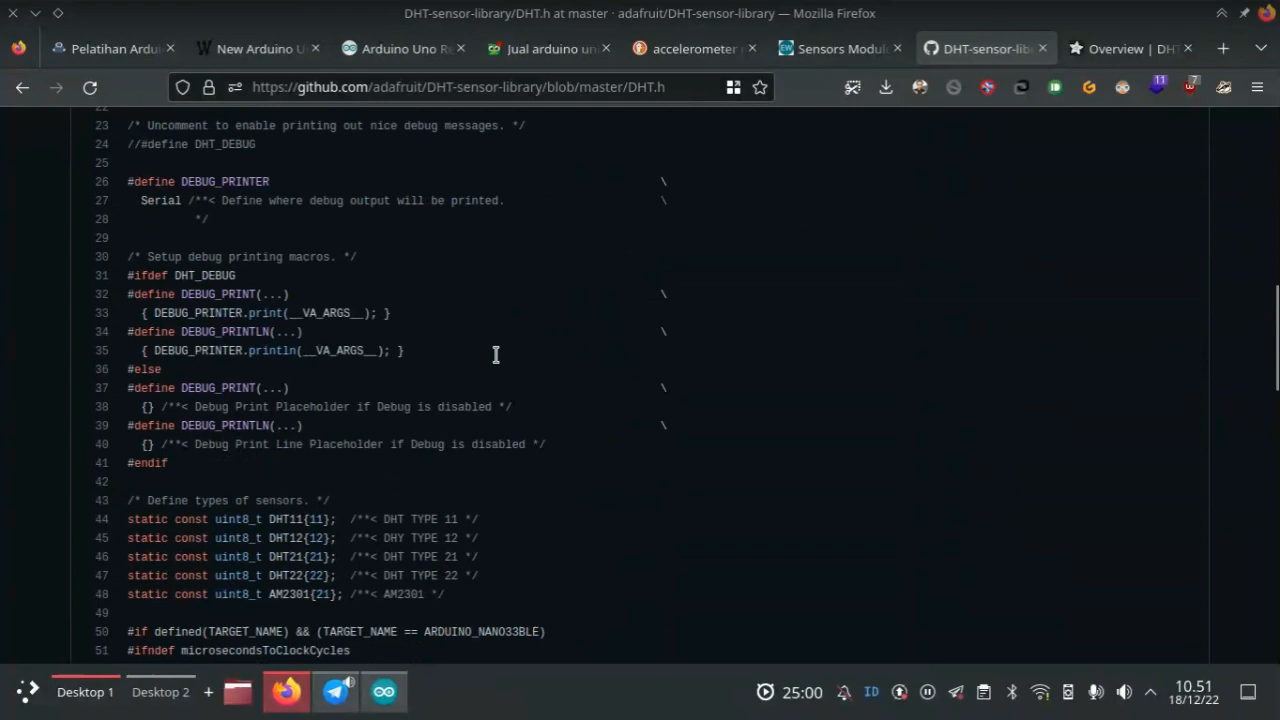 DHT-sensor-library/DHT.h at master · adafruit/DHT-sensor-library — Mozilla Firefox
Pelatihan Ardu
New Arduino U
Arduino Uno R
Jual arduino un
accelerometer
Sensors Modul
DHT-sensor-lib
Overview | DHT
https://github.com/adafruit/DHT-sensor-library/blob/master/DHT.h
11
7
22
23 /* Uncomment to enable printing out nice debug messages. */
24 //#define DHT_DEBUG
25
26 #define DEBUG_PRINTER \
27 Serial /**< Define where debug output will be printed. \
28 */
29
30 /* Setup debug printing macros. */
31 #ifdef DHT_DEBUG
32 #define DEBUG_PRINT(...) \
33 { DEBUG_PRINTER.print(__VA_ARGS__); }
34 #define DEBUG_PRINTLN(...) \
35 { DEBUG_PRINTER.println(__VA_ARGS__); }
36 #else
37 #define DEBUG_PRINT(...) \
38 {} /**< Debug Print Placeholder if Debug is disabled */
39 #define DEBUG_PRINTLN(...) \
40 {} /**< Debug Print Line Placeholder if Debug is disabled */
41 #endif
42
43 /* Define types of sensors. */
44 static const uint8_t DHT11{11}; /**< DHT TYPE 11 */
45 static const uint8_t DHT12{12}; /**< DHY TYPE 12 */
46 static const uint8_t DHT21{21}; /**< DHT TYPE 21 */
47 static const uint8_t DHT22{22}; /**< DHT TYPE 22 */
48 static const uint8_t AM2301{21}; /**< AM2301 */
49
50 #if defined(TARGET_NAME) && (TARGET_NAME == ARDUINO_NANO33BLE)
51 #ifndef microsecondsToClockCycles
Desktop 1
Desktop 2
25:00
ID
10.51
18/12/22